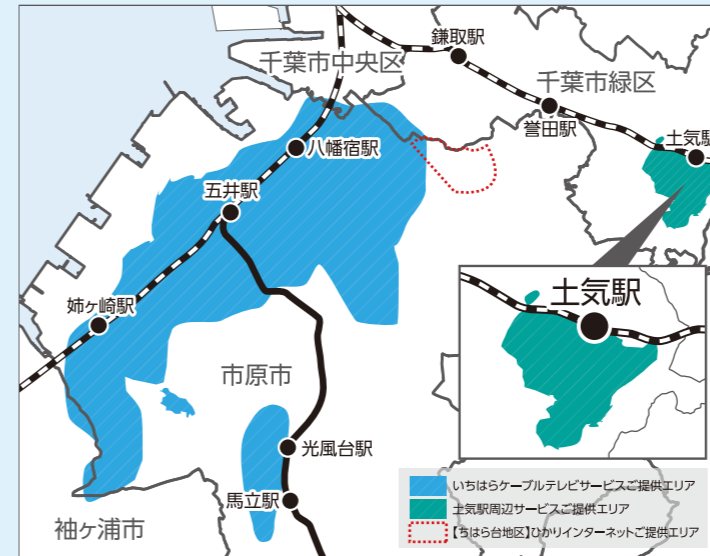 千葉市中央区
鎌取駅
千葉市緑区
誉田駅
土気駅
八幡宿駅
五井駅
姉ヶ崎駅
土気駅
市原市
光風台駅
馬立駅
袖ヶ浦市
いちはらケーブルテレビサービスご提供エリア
土気駅周辺サービスご提供エリア
【ちはら台地区】ひかりインターネットご提供エリア